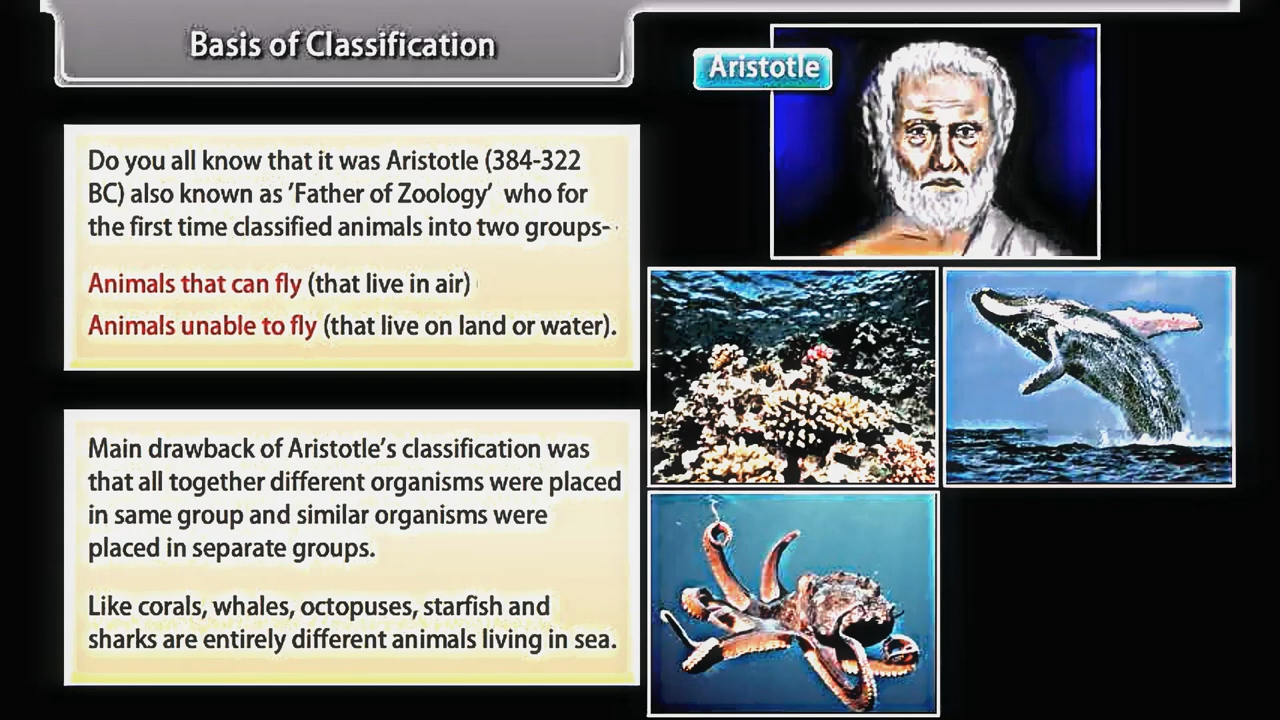 Basis of Classification
Aristotle
Do you all know that it was Aristotle (384-322
BC) also known as 'Father of Zoology' who for
the first time classified animals into two groups-
Animals that can fly (that live in air)
Animals unable to fly (that live on land or water).
Main drawback of Aristotle's classification was
that all together different organisms were placed
in same group and similar organisms were
placed in separate groups.
Like corals, whales, octopuses, starfish and
sharks are entirely different animals living in sea.